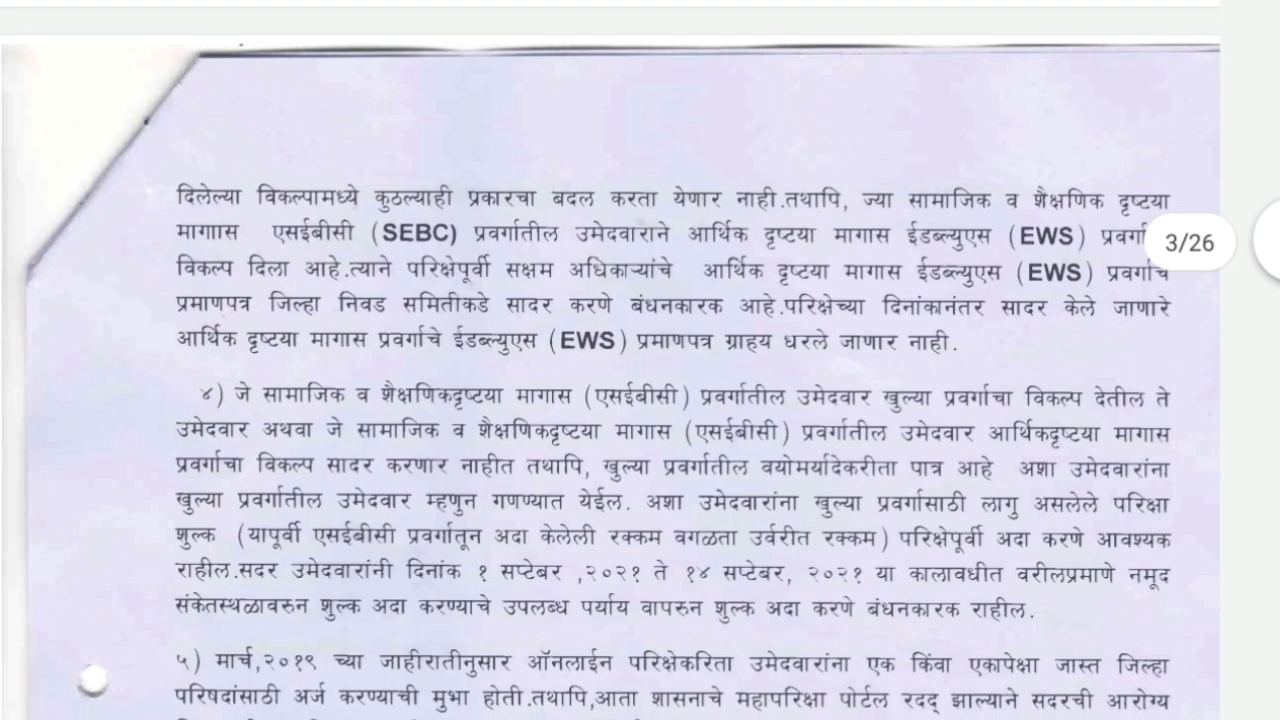 दिलेल्या विकल्पामध्ये कुठल्याही प्रकारचा बदल करता येणार नाही.तथापि, ज्या सामाजिक व शैक्षणिक दृष्टया
मागाास एसईबीसी (SEBC) प्रवर्गातील उमेदवाराने आर्थिक दृष्टया मागास ईडब्ल्युएस (EWS)
3/26
विकल्प दिला आहे.त्याने परिक्षेपूर्वी सक्षम अधिकाऱ्यांचे आर्थिक दृष्टया मागास ईडब्ल्युएस (EWS) प्रवर्गाचे
प्रमाणपत्र जिल्हा निवड समितीकडे सादर करणे बंधनकारक आहे.परिक्षेच्या दिनांकानंतर सादर केले जाणारे
आर्थिक दृष्टया मागास प्रवर्गाचे ईडब्ल्युएस (EWS) प्रमाणपत्र ग्राहय धरले जाणार नाही.
४) जे सामाजिक व शैक्षणिकदृष्टया मागास (एसईबीसी) प्रवर्गातील उमेदवार खुल्या प्रवर्गाचा विकल्प देतील ते
उमेदवार अथवा जे सामाजिक व शैक्षणिकदृष्टया मागास (एसईबीसी) प्रवर्गातील उमेदवार आर्थिकदृष्टया मागास
प्रवर्गाचा विकल्प सादर करणार नाहीत तथापि, खुल्या प्रवर्गातील वयोमर्यादेकरीता पात्र आहे अशा उमेदवारांना
खुल्या प्रवर्गातील उमेदवार म्हणुन गणण्यात येईल. अशा उमेदवारांना खुल्या प्रवर्गासाठी लागु असलेले परिक्षा
शुल्क (यापूर्वी एसईबीसी प्रवर्गातून अदा केलेली रक्कम वगळता उर्वरीत रक्कम) परिक्षेपूर्वी अदा करणे आवश्यक
राहील.सदर उमेदवारांनी दिनांक १ सप्टेबर ,२०२१ ते १४ सप्टेबर, २०२१ या कालावधीत वरीलप्रमाणे नमूद
संकेतस्थळावरुन शुल्क अदा करण्याचे उपलब्ध पर्याय वापरुन शुल्क अदा करणे बंधनकारक राहील.
५) मार्च,२०१९ च्या जाहीरातीनुसार ऑनलाईन परिक्षेकरिता उमेदवारांना एक किंवा एकापेक्षा जास्त जिल्हा
परिषदांसाठी अर्ज करण्याची मुभा होती.तथापि,आता शासनाचे महापरिक्षा पोर्टल रदद् झाल्याने सदरची आरोग्य